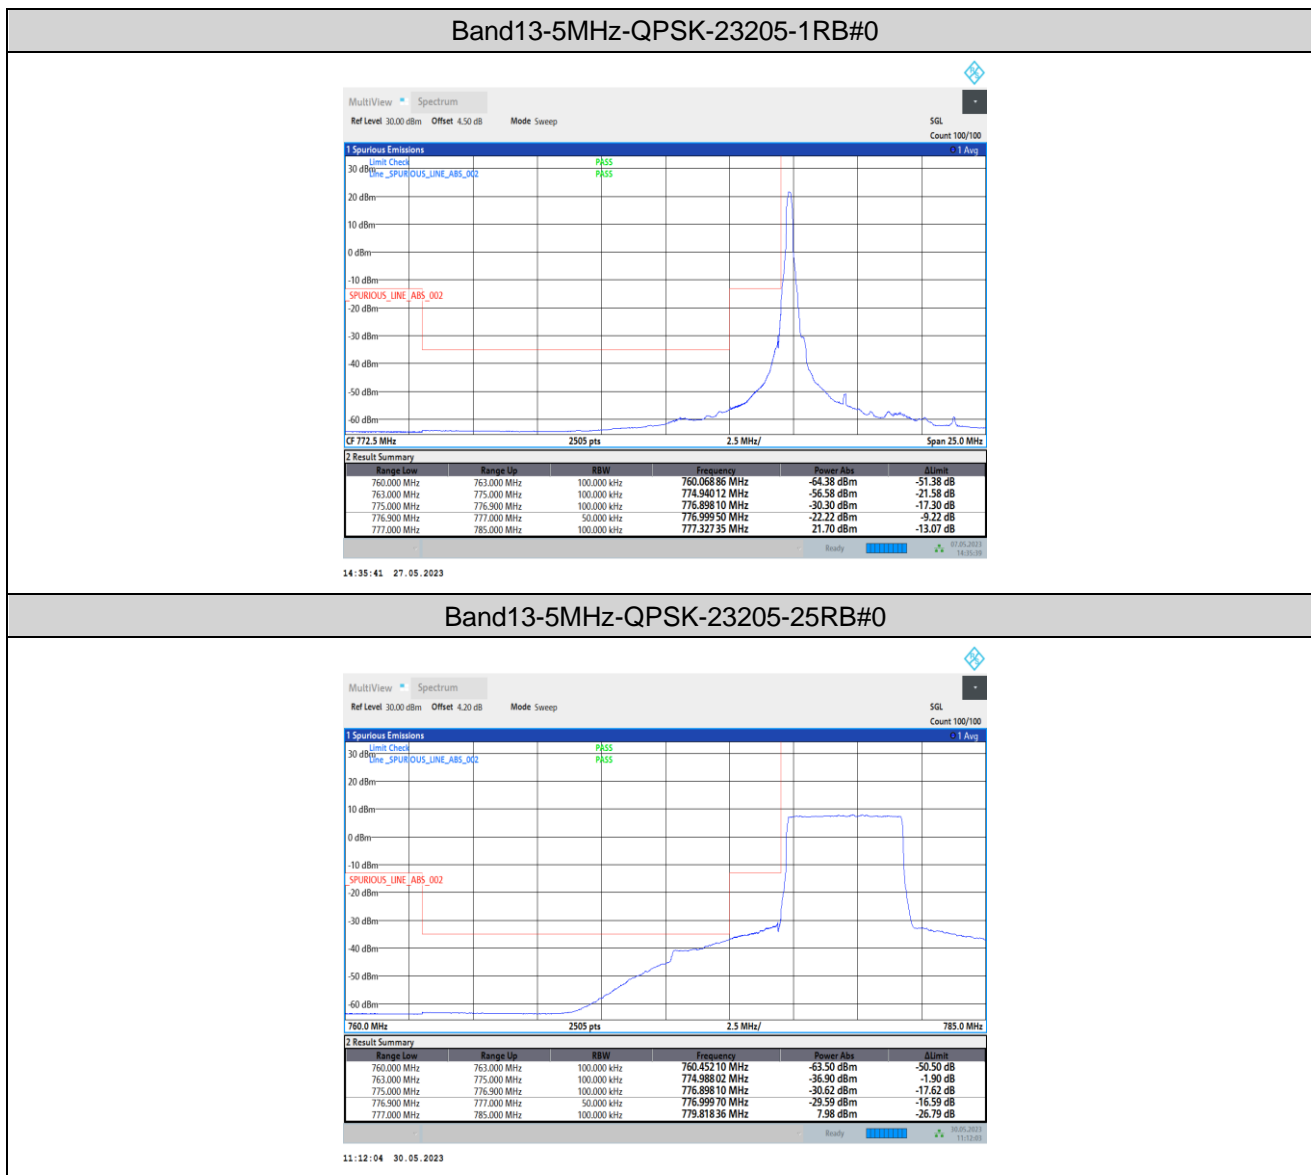 Band13-5MHz-QPSK-23205-1RB#0
MultiView Spectrum
Ref Level 30.00 dBm Offset 4.50 dB Mode Sweep SGL
Count 100/100
1 Spurious Emissions 1 Avg
Limit Check PASS
30 dBm Line _SPURIOUS_LINE_ABS_002 PASS
20 dBm
10 dBm
0 dBm
-10 dBm
_SPURIOUS_LINE_ABS_002
-20 dBm
-30 dBm
-40 dBm
-50 dBm
-60 dBm
CF 772.5 MHz 2505 pts 2.5 MHz/ Span 25.0 MHz
2 Result Summary
Range Low Range Up RBW Frequency Power Abs ΔLimit
760.000 MHz 763.000 MHz 100.000 kHz 760.06886 MHz -64.38 dBm -51.38 dB
763.000 MHz 775.000 MHz 100.000 kHz 774.94012 MHz -56.58 dBm -21.58 dB
775.000 MHz 776.900 MHz 100.000 kHz 776.89810 MHz -30.30 dBm -17.30 dB
776.900 MHz 777.000 MHz 50.000 kHz 776.99950 MHz -22.22 dBm -9.22 dB
777.000 MHz 785.000 MHz 100.000 kHz 777.32735 MHz 21.70 dBm -13.07 dB
Ready
14:35:41 27.05.2023
Band13-5MHz-QPSK-23205-25RB#0
MultiView Spectrum
Ref Level 30.00 dBm Offset 4.20 dB Mode Sweep SGL
Count 100/100
1 Spurious Emissions 1 Avg
Limit Check PASS
30 dBm Line _SPURIOUS_LINE_ABS_002 PASS
20 dBm
10 dBm
0 dBm
-10 dBm
_SPURIOUS_LINE_ABS_002
-20 dBm
-30 dBm
-40 dBm
-50 dBm
-60 dBm
760.0 MHz 2505 pts 2.5 MHz/ 785.0 MHz
2 Result Summary
Range Low Range Up RBW Frequency Power Abs ΔLimit
760.000 MHz 763.000 MHz 100.000 kHz 760.45210 MHz -63.50 dBm -50.50 dB
763.000 MHz 775.000 MHz 100.000 kHz 774.98802 MHz -36.90 dBm -1.90 dB
775.000 MHz 776.900 MHz 100.000 kHz 776.89810 MHz -30.62 dBm -17.62 dB
776.900 MHz 777.000 MHz 50.000 kHz 776.99970 MHz -29.59 dBm -16.59 dB
777.000 MHz 785.000 MHz 100.000 kHz 779.81836 MHz 7.98 dBm -26.79 dB
Ready 30.05.2023
11:12:03
11:12:04 30.05.2023